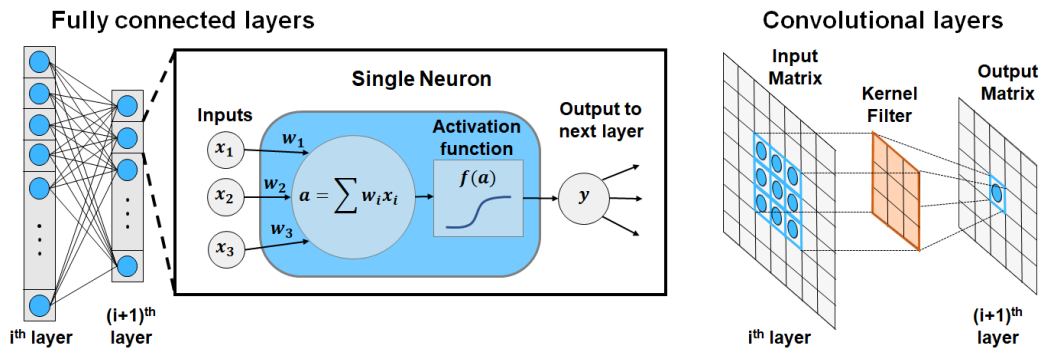 Fully connected layers
Single Neuron
Inputs
x₁
x₂
x₃
w₁
w₂
w₃
a = ∑ wᵢxᵢ
Activation
function
f(a)
Output to
next layer
y
iᵗʰ layer
(i+1)ᵗʰ
layer
Convolutional layers
Input
Matrix
Kernel
Filter
Output
Matrix
iᵗʰ layer
(i+1)ᵗʰ
layer